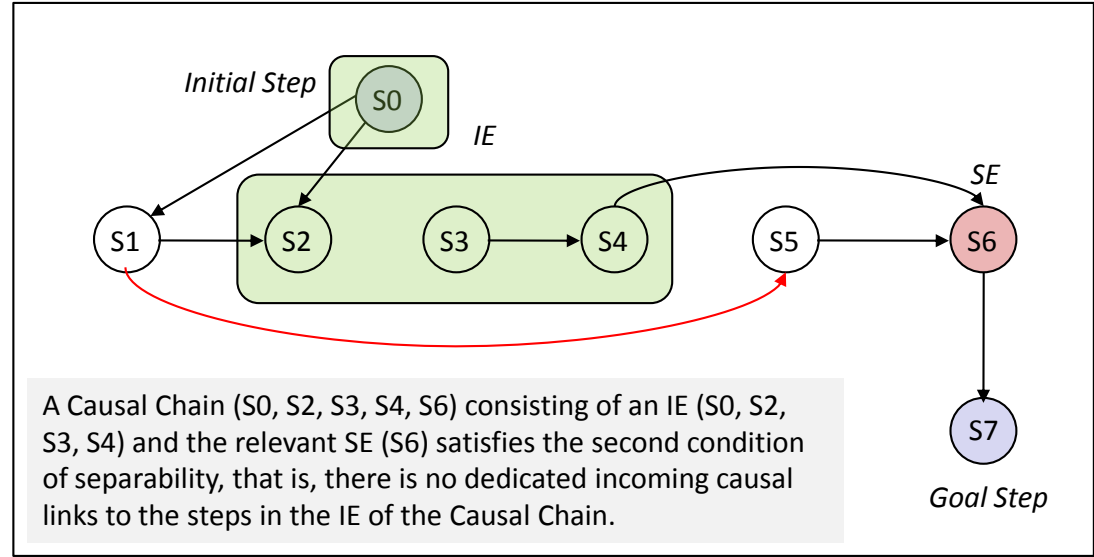 Initial Step
S0
IE
SE
S1
S2
S3
S4
S5
S6
A Causal Chain (S0, S2, S3, S4, S6) consisting of an IE (S0, S2,
S3, S4) and the relevant SE (S6) satisfies the second condition
of separability, that is, there is no dedicated incoming causal
links to the steps in the IE of the Causal Chain.
S7
Goal Step